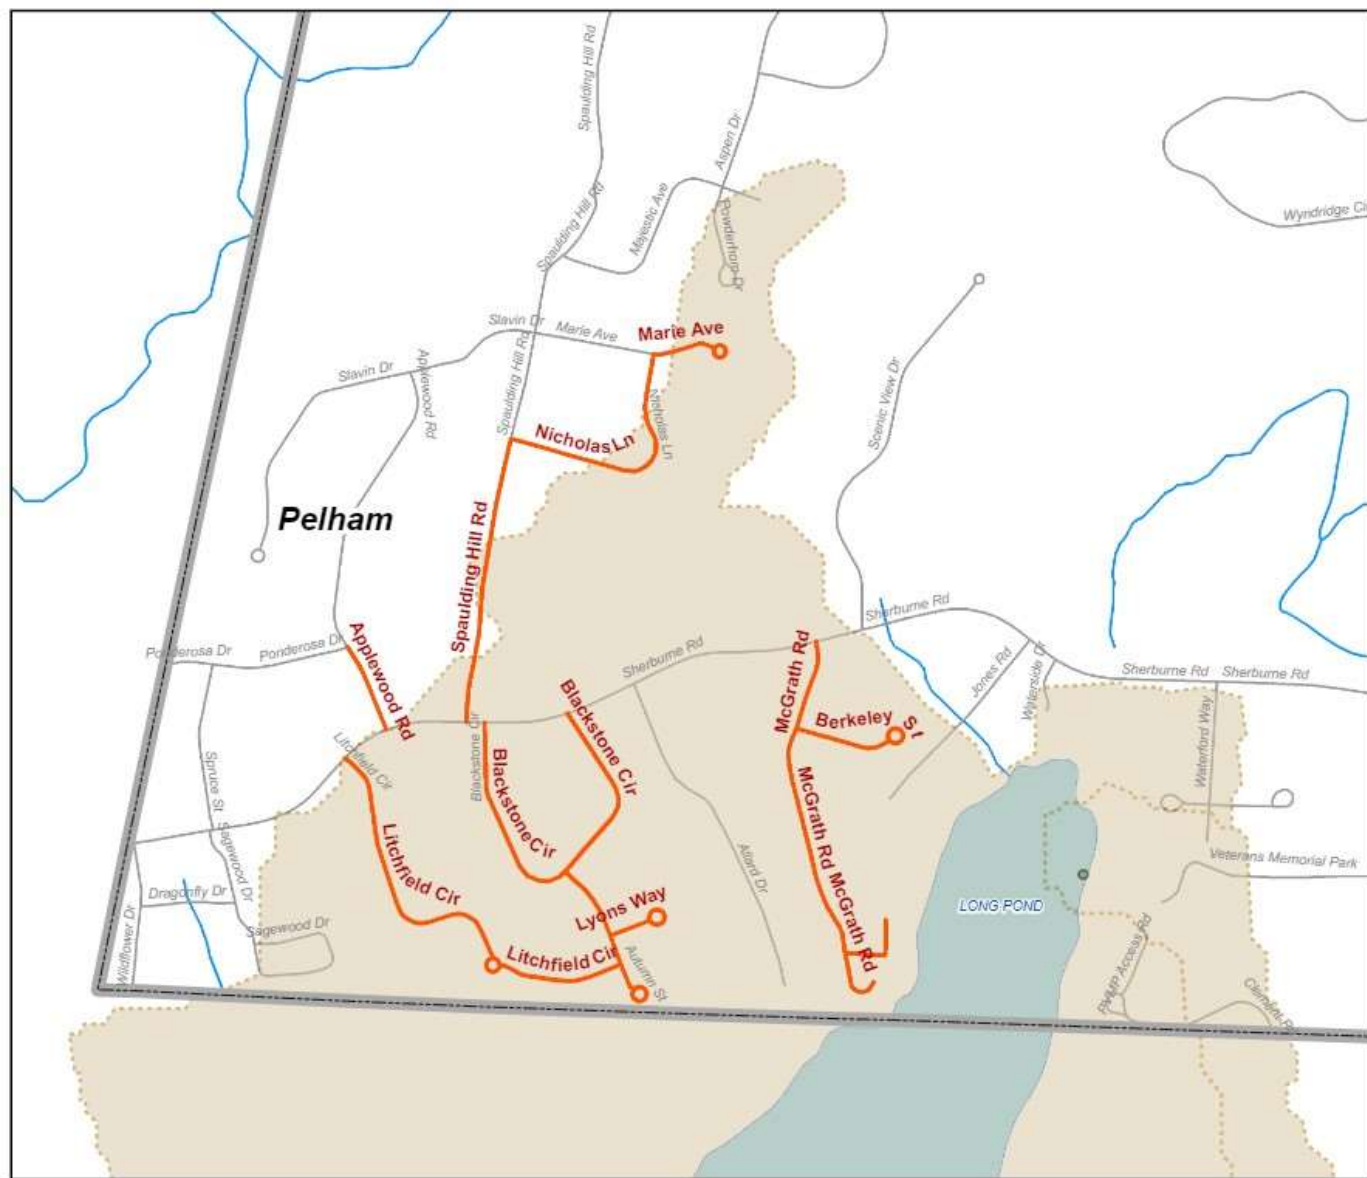 Spaulding Hill Rd
Aspen Dr
Spaulding Hill Rd
Majestic Ave
Powderhorn Dr
Wyndridge Cir
Slavin Dr
Marie Ave
Marie Ave
Slavin Dr
Applewood Rd
Spaulding Hill Rd
Nicholas Ln
Nicholas Ln
Scenic View Dr
Pelham
Spaulding Hill Rd
Sherburne Rd
Ponderosa Dr
Ponderosa Dr
Applewood Rd
Sherburne Rd
McGrath Rd
Jones Rd
Waterside Dr
Sherburne Rd
Sherburne Rd
Blackstone Cir
Berkeley St
Litchfield Cir
Blackstone Cir
Blackstone Cir
Waterford Way
Spruce St
McGrath Rd
Litchfield Cir
Sagewood Dr
Allard Dr
Veterans Memorial Park
Dragonfly Dr
Lyons Way
McGrath Rd
LONG POND
Wildflower Dr
Sagewood Dr
Litchfield Cir
Autumn St
PVMP Access Rd